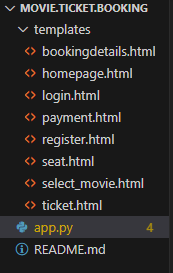 MOVIE.TICKET.BOOKING
templates
bookingdetails.html
homepage.html
login.html
payment.html
register.html
seat.html
select_movie.html
ticket.html
app.py 4
README.md